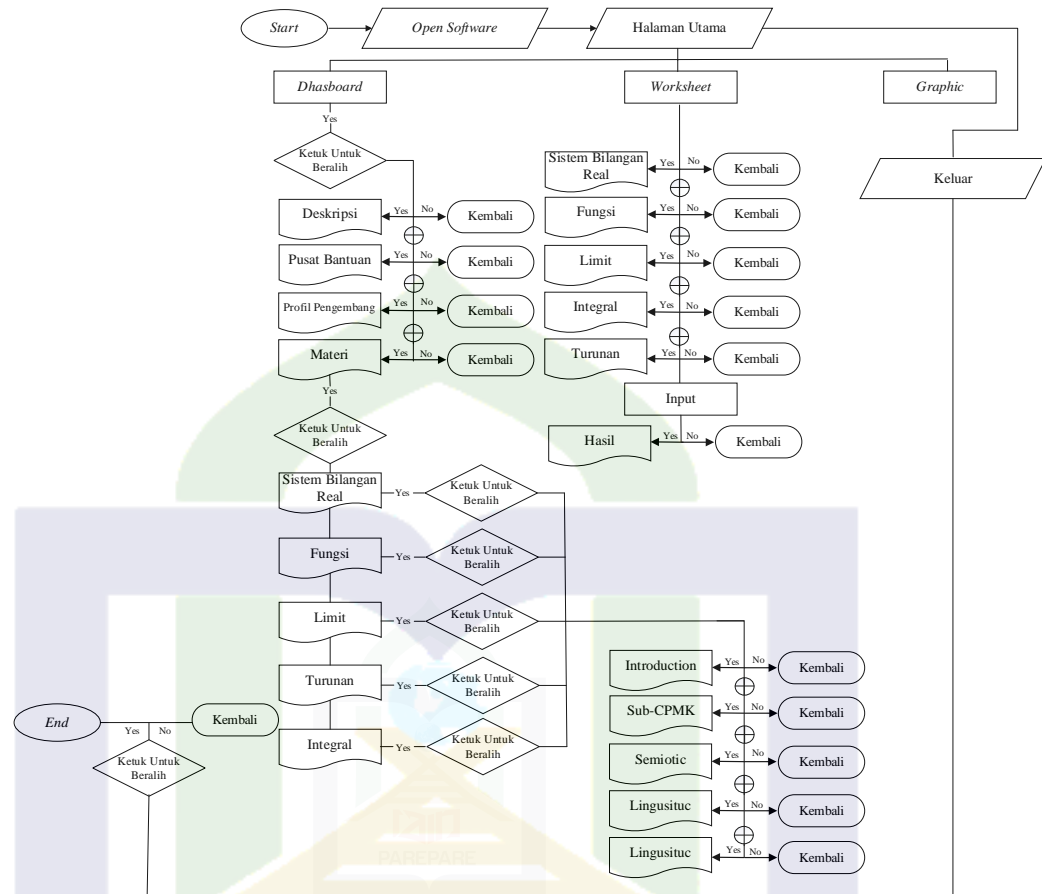 Start
Open Software
Halaman Utama
Dhasboard
Worksheet
Graphic
Yes
Ketuk Untuk
Beralih
Keluar
Sistem Bilangan
Real
Yes No
Kembali
Deskripsi
Yes No
Kembali
Fungsi
Yes No
Kembali
Pusat Bantuan
Yes No
Kembali
Limit
Yes No
Kembali
Profil Pengembang
Yes No
Kembali
Integral
Yes No
Kembali
Materi
Yes No
Kembali
Turunan
Yes No
Kembali
Yes
Input
Ketuk Untuk
Beralih
Hasil
Yes No
Kembali
Sistem Bilangan
Real
Yes
Ketuk Untuk
Beralih
Fungsi
Yes
Ketuk Untuk
Beralih
Limit
Yes
Ketuk Untuk
Beralih
Introduction
Yes No
Kembali
Turunan
Yes
Ketuk Untuk
Beralih
Sub-CPMK
Yes No
Kembali
End
Kembali
Yes No
Ketuk Untuk
Beralih
Integral
Yes
Ketuk Untuk
Beralih
Semiotic
Yes No
Kembali
Lingusituc
Yes No
Kembali
Lingusituc
Yes No
Kembali
PAREPARE